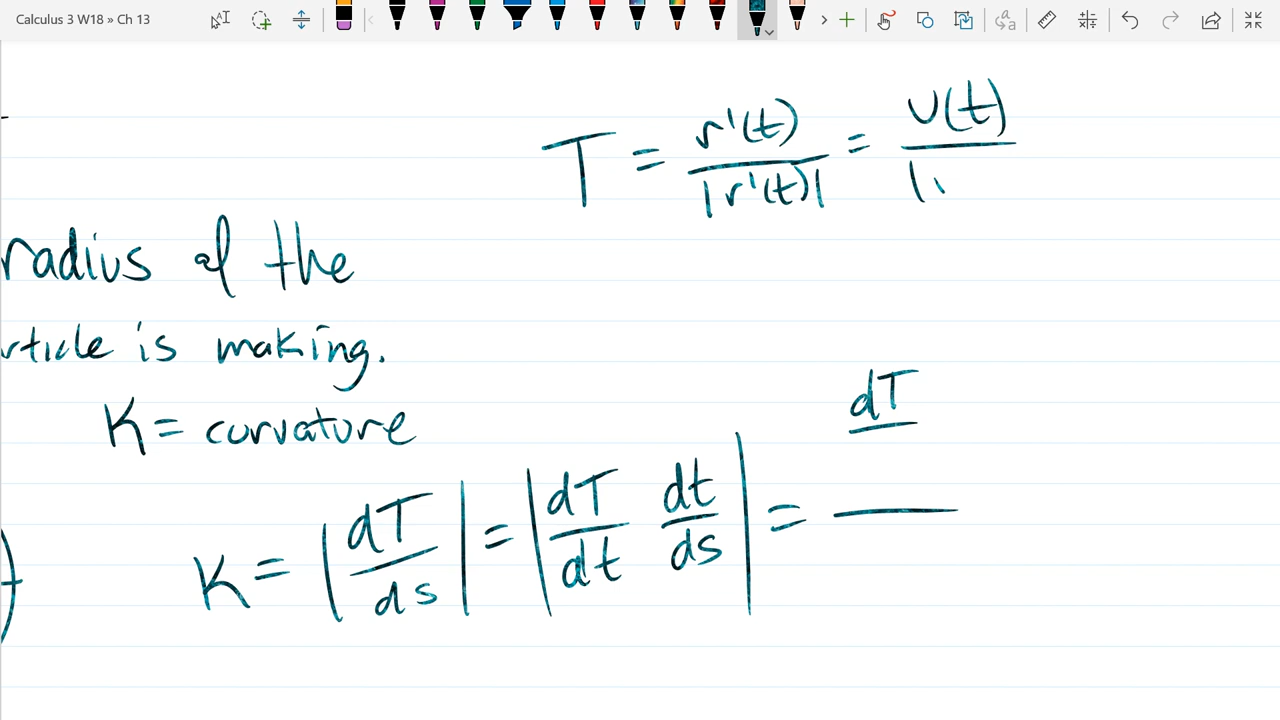 Calculus 3 W18 » Ch 13
T = r'(t) / |r'(t)| = v(t) / |
radius of the
rticle is making.
K = curvature
K = |dT/ds| = |dT/dt dt/ds| = dT